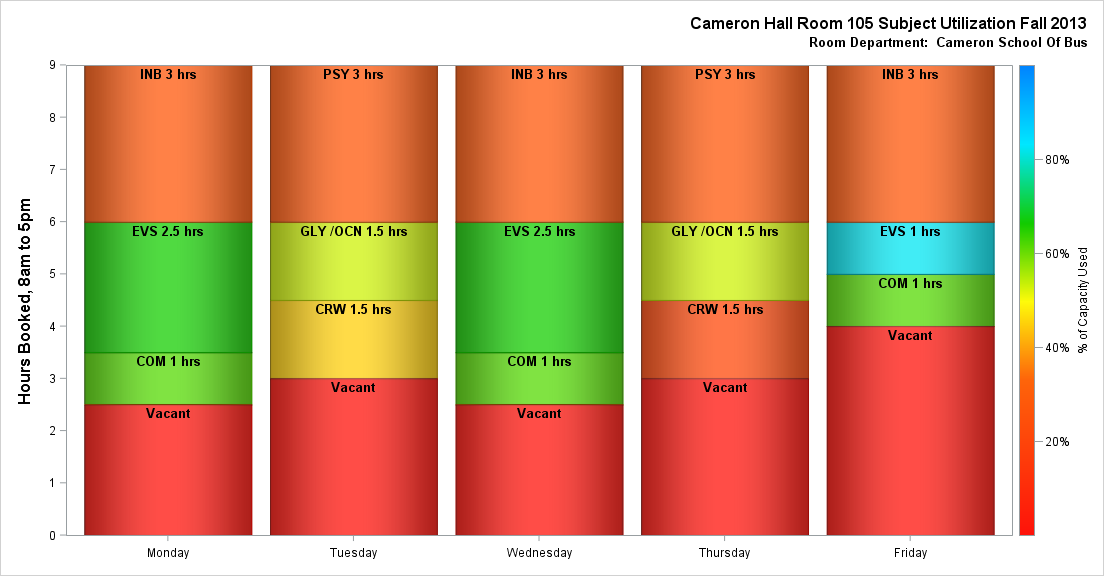 Cameron Hall Room 105 Subject Utilization Fall 2013
Room Department:  Cameron School Of Bus
Hours Booked, 8am to 5pm
9
8
7
6
5
4
3
2
1
0
INB 3 hrs
EVS 2.5 hrs
COM 1 hrs
Vacant
PSY 3 hrs
GLY /OCN 1.5 hrs
CRW 1.5 hrs
Vacant
INB 3 hrs
EVS 2.5 hrs
COM 1 hrs
Vacant
PSY 3 hrs
GLY /OCN 1.5 hrs
CRW 1.5 hrs
Vacant
INB 3 hrs
EVS 1 hrs
COM 1 hrs
Vacant
Monday
Tuesday
Wednesday
Thursday
Friday
80%
60%
40%
20%
% of Capacity Used